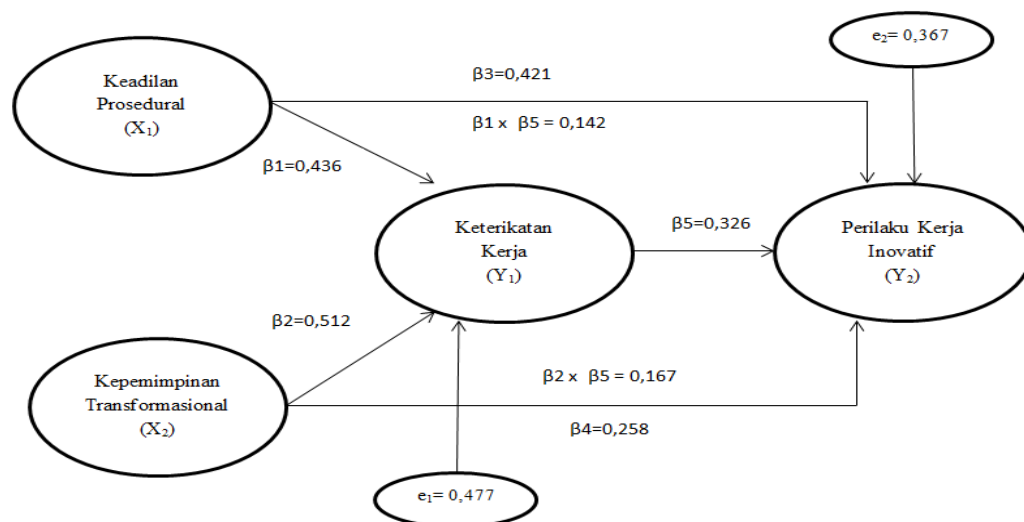 e₂= 0,367
Keadilan
Prosedural
(X₁)
β3=0,421
β1 x β5 = 0,142
β1=0,436
Keterikatan
Kerja
(Y₁)
β5=0,326
Perilaku Kerja
Inovatif
(Y₂)
β2=0,512
Kepemimpinan
Transformasional
(X₂)
β2 x β5 = 0,167
β4=0,258
e₁= 0,477